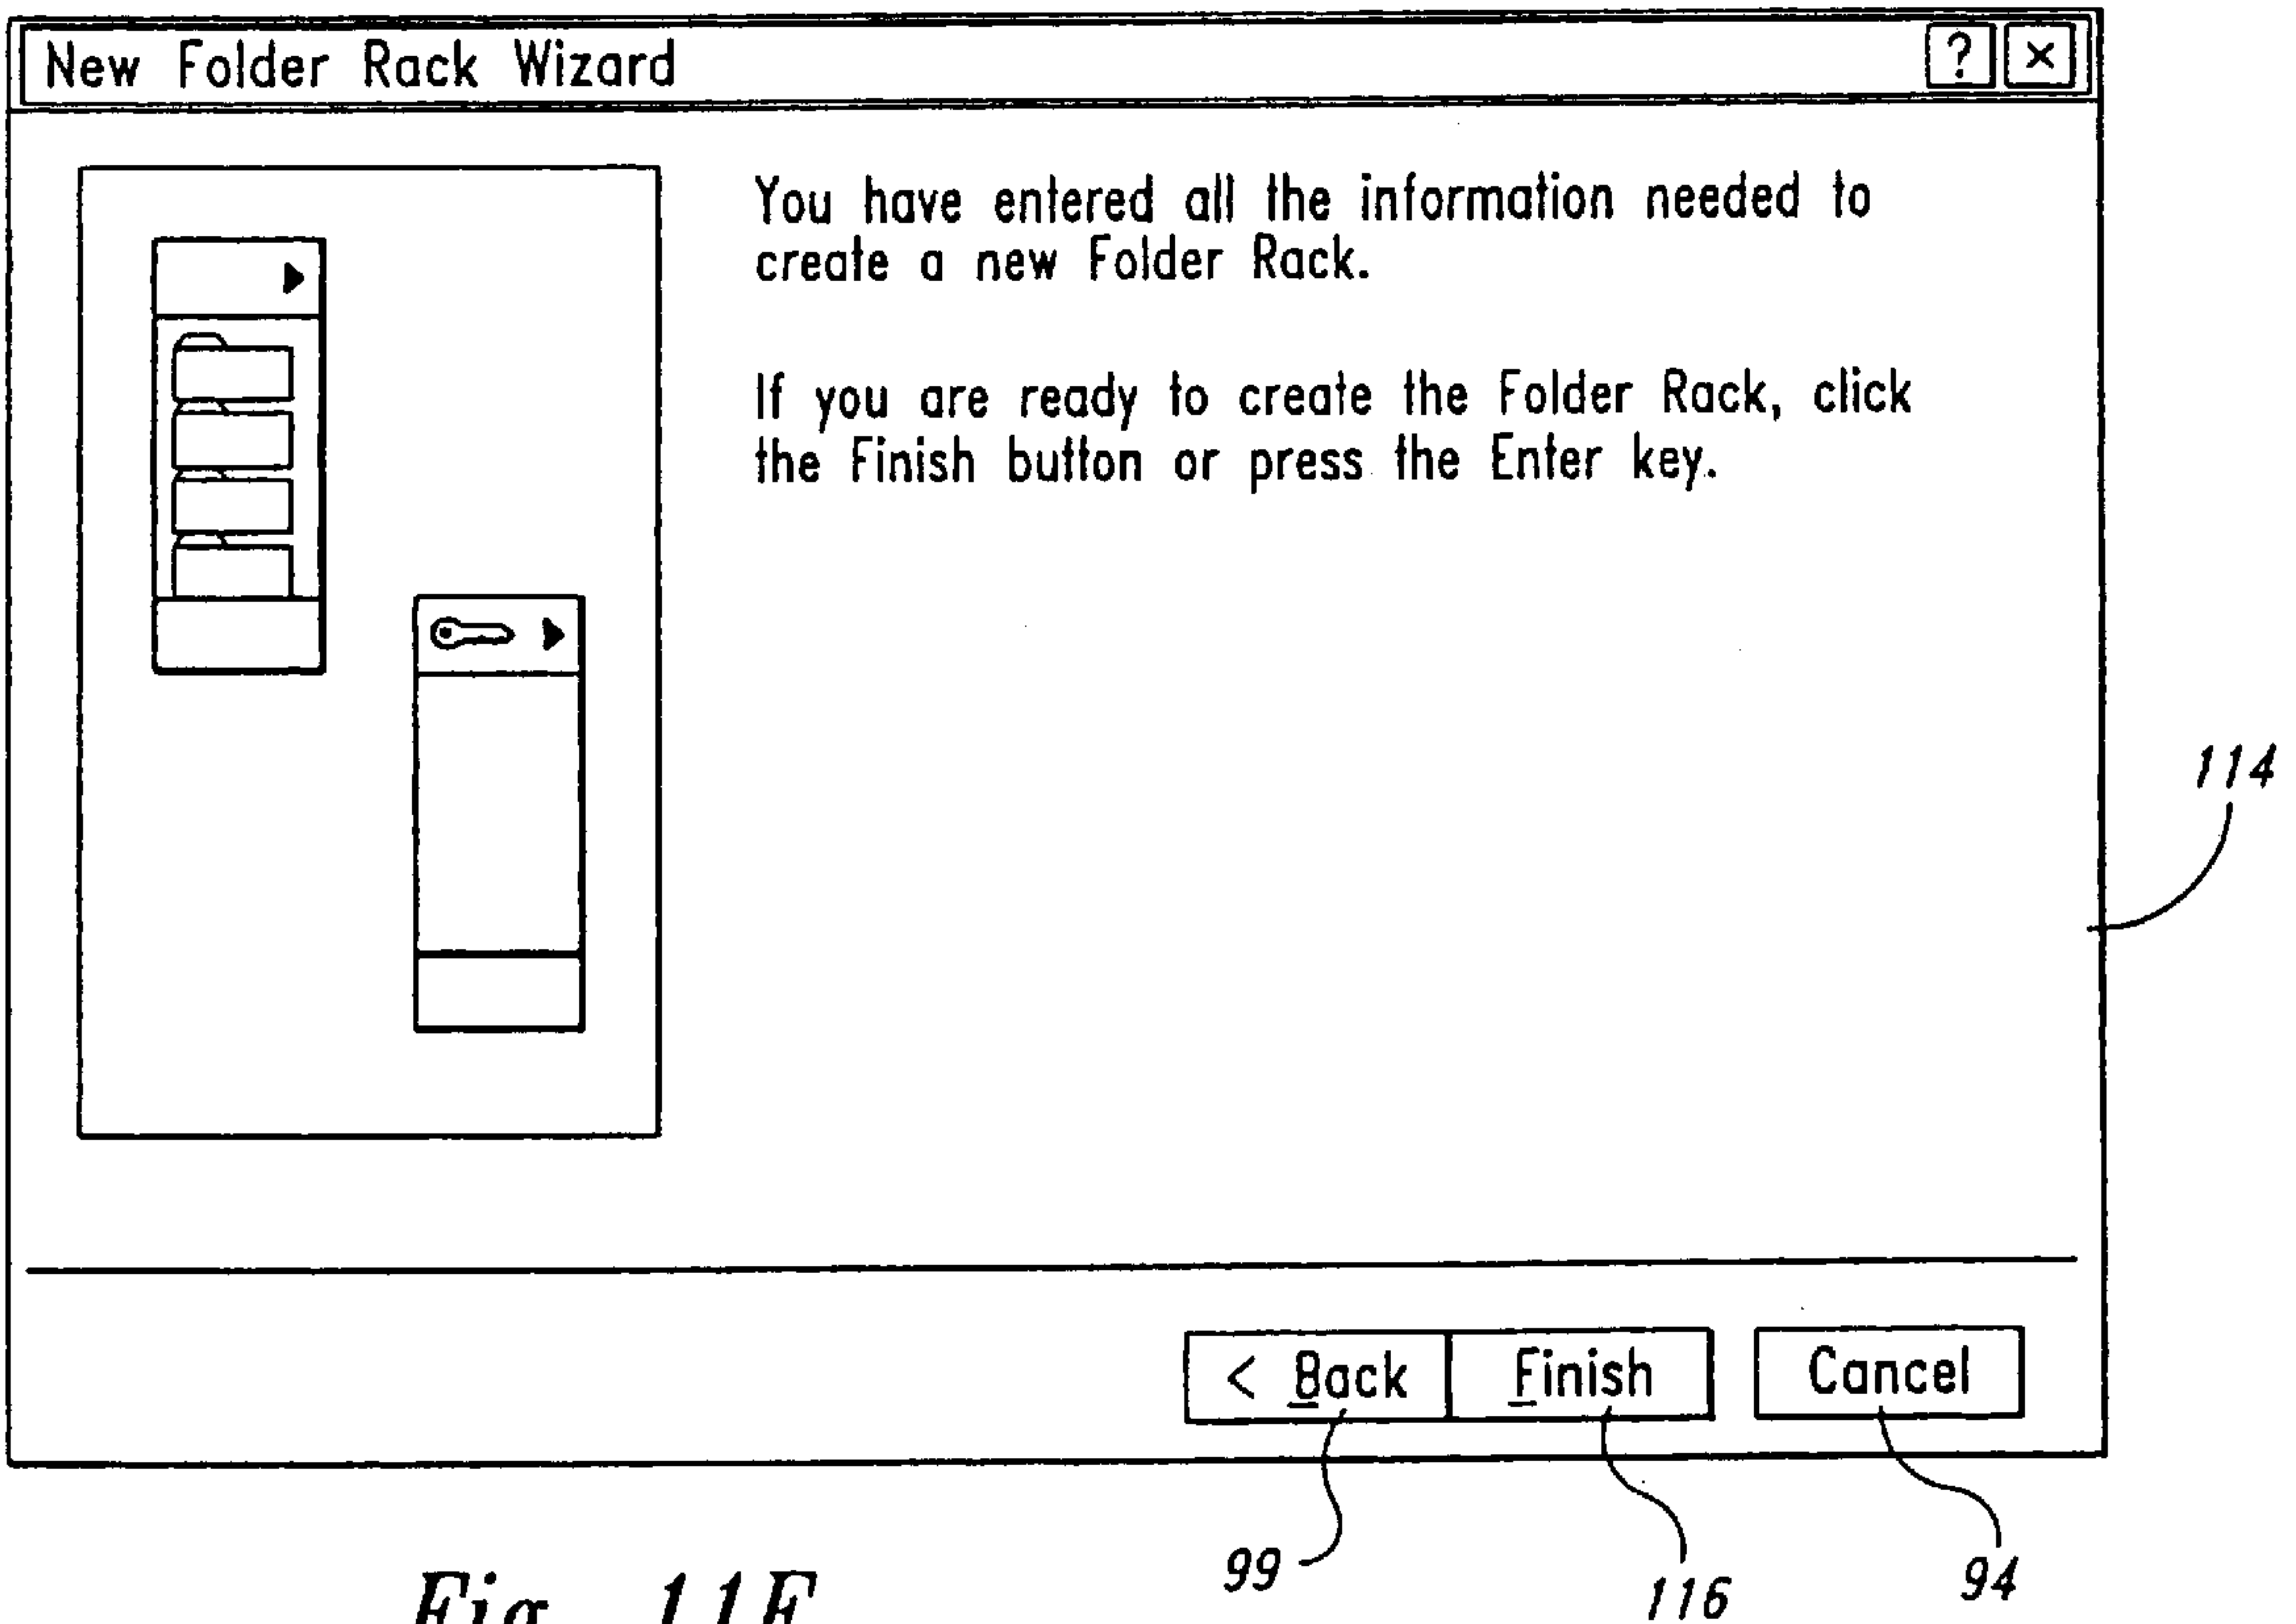 New Folder Rack Wizard ? ×
You have entered all the information needed to
create a new Folder Rack.
If you are ready to create the Folder Rack, click
the Finish button or press the Enter key.
114
< Back Finish Cancel
99 116 94